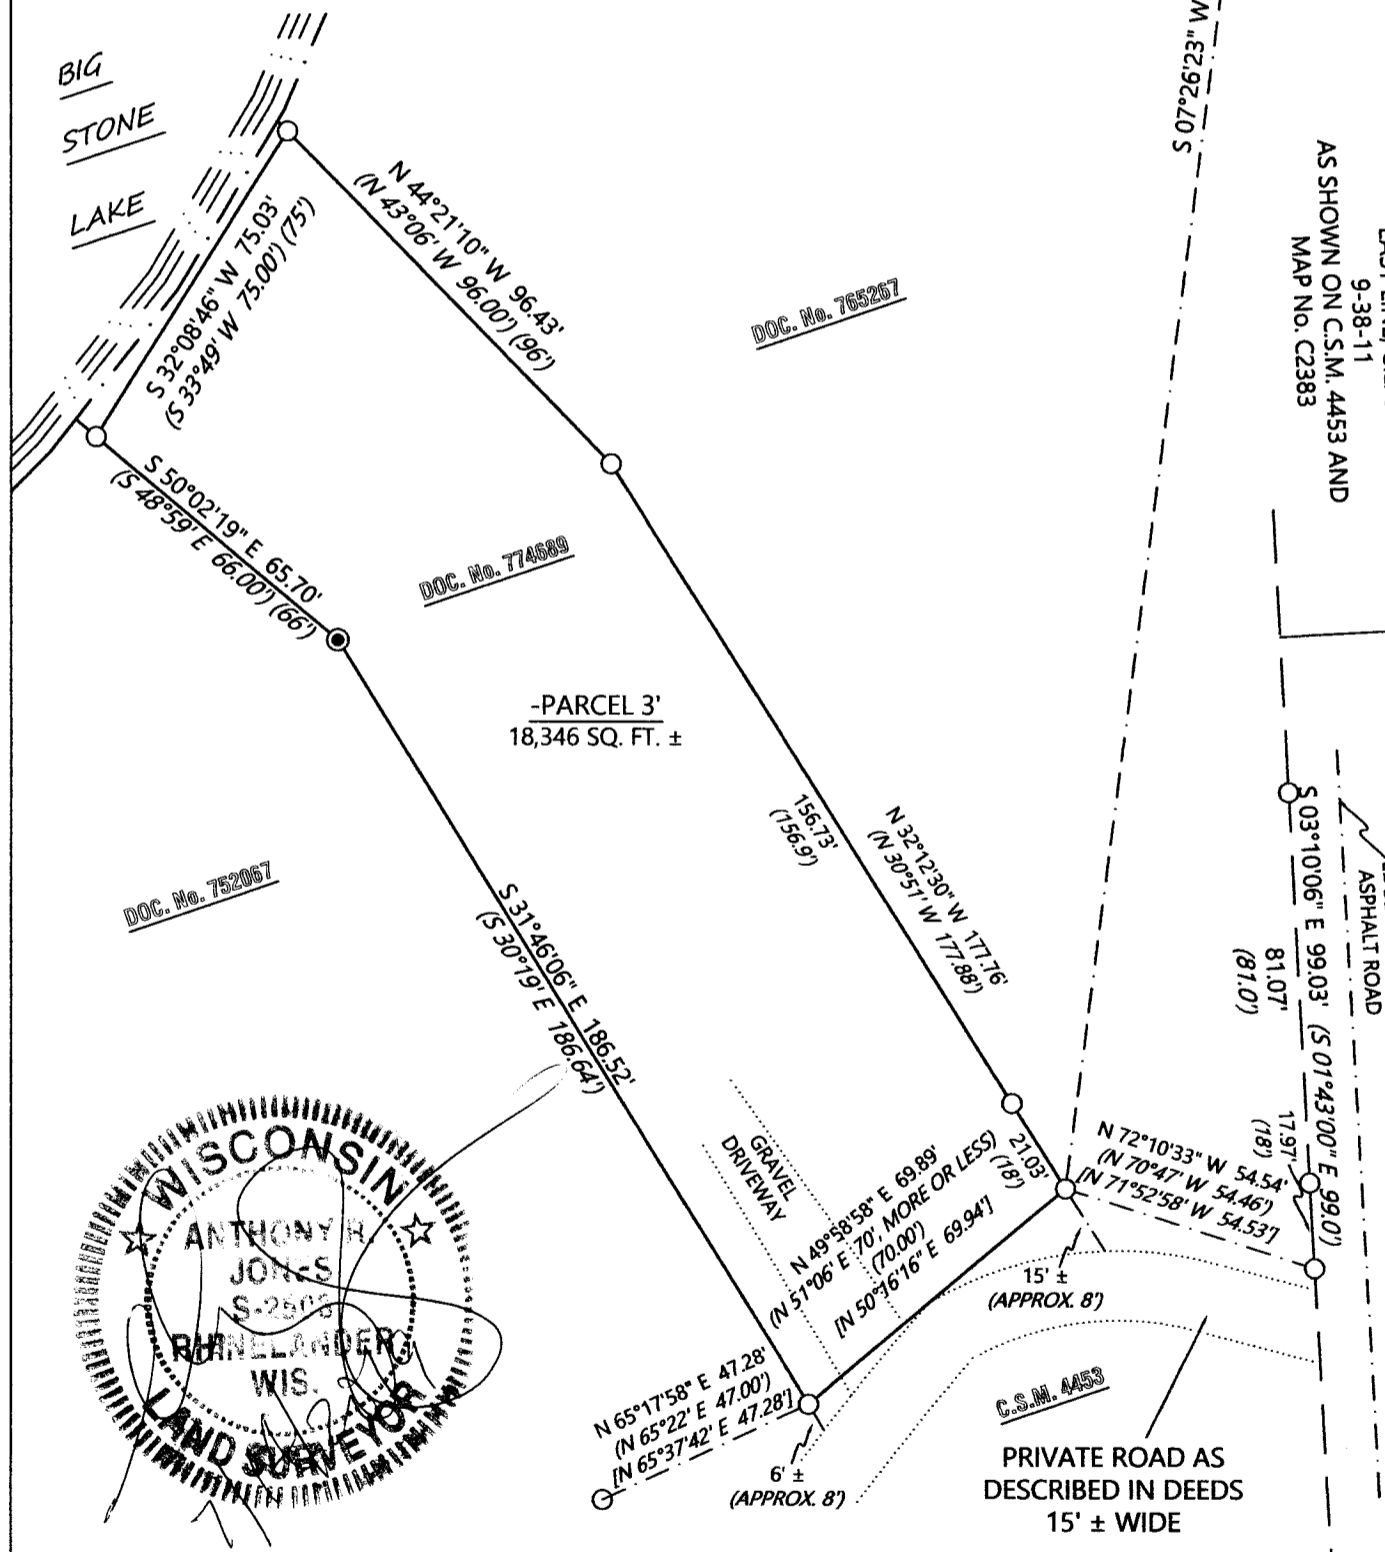 BIG
STONE
LAKE
S 07°26'23" W
AS SHOWN ON C.S.M. 4453 AND
9-38-11
MAP No. C2383
N 44°21'10" W 96.43'
(N 43°06' W 96.00') (96')
S 32°08'46" W 75.03'
(S 33°49' W 75.00') (75')
DOC. No. 765267
S 50°02'19" E 65.70'
(S 48°59' E 66.00') (66')
DOC. No. 774689
-PARCEL 3'
18,346 SQ. FT. ±
156.73'
(156.9')
N 32°12'30" W 177.76'
(N 30°51' W 177.88')
DOC. No. 752067
S 31°46'06" E 186.52'
(S 30°19' E 186.64')
ASPHALT ROAD
S 03°10'06" E 99.03' (S 01°43'00" E 99.0')
81.07'
(81.0')
17.97'
(18')
GRAVEL
DRIVEWAY
21.03'
(18')
N 72°10'33" W 54.54'
(N 70°47' W 54.46')
[N 71°52'58' W 54.53']
N 49°58'58" E 69.89'
(N 51°06' E 70', MORE OR LESS)
(70.00')
[N 50°16'16" E 69.94']
15' ±
(APPROX. 8')
N 65°17'58" E 47.28'
(N 65°22' E 47.00')
[N 65°37'42' E 47.28']
6' ±
(APPROX. 8')
C.S.M. 4453
PRIVATE ROAD AS
DESCRIBED IN DEEDS
15' ± WIDE
WISCONSIN
ANTHONY R.
JONES
RHINELANDER
WIS.
LAND SURVEYOR